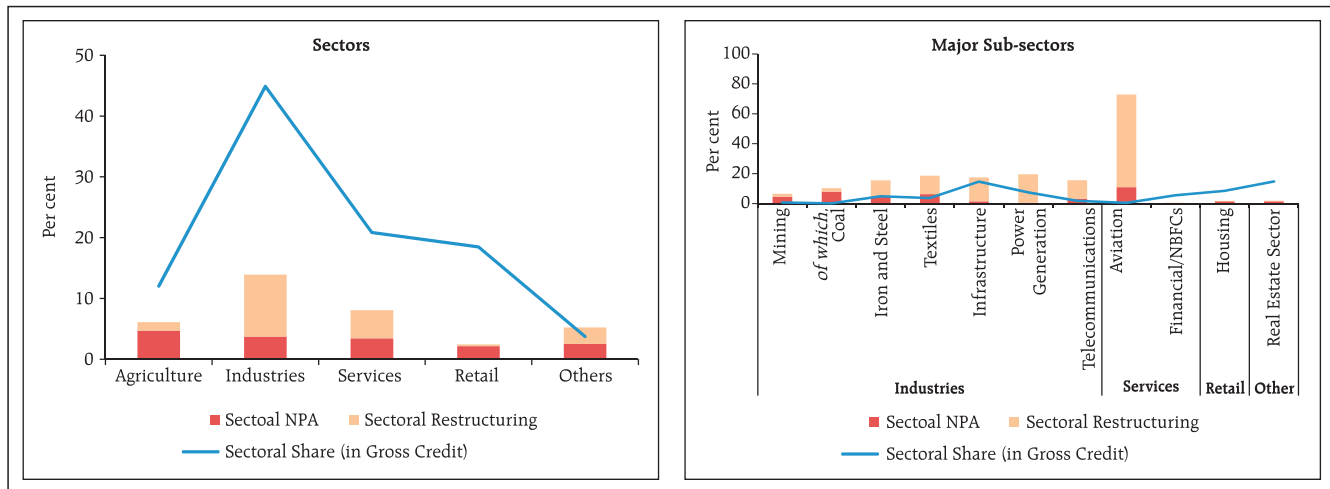 Sectors
Per cent
50
40
30
20
10
0
Agriculture Industries Services Retail Others
Sectoal NPA Sectoral Restructuring
Sectoral Share (in Gross Credit)
Major Sub-sectors
Per cent
100
80
60
40
20
0
Mining
of which: Coal
Iron and Steel
Textiles
Infrastructure
Power
Generation
Telecommunications
Aviation
Financial/NBFCs
Housing
Real Estate Sector
Industries Services Retail Other
Sectoal NPA Sectoral Restructuring
Sectoral Share (in Gross Credit)